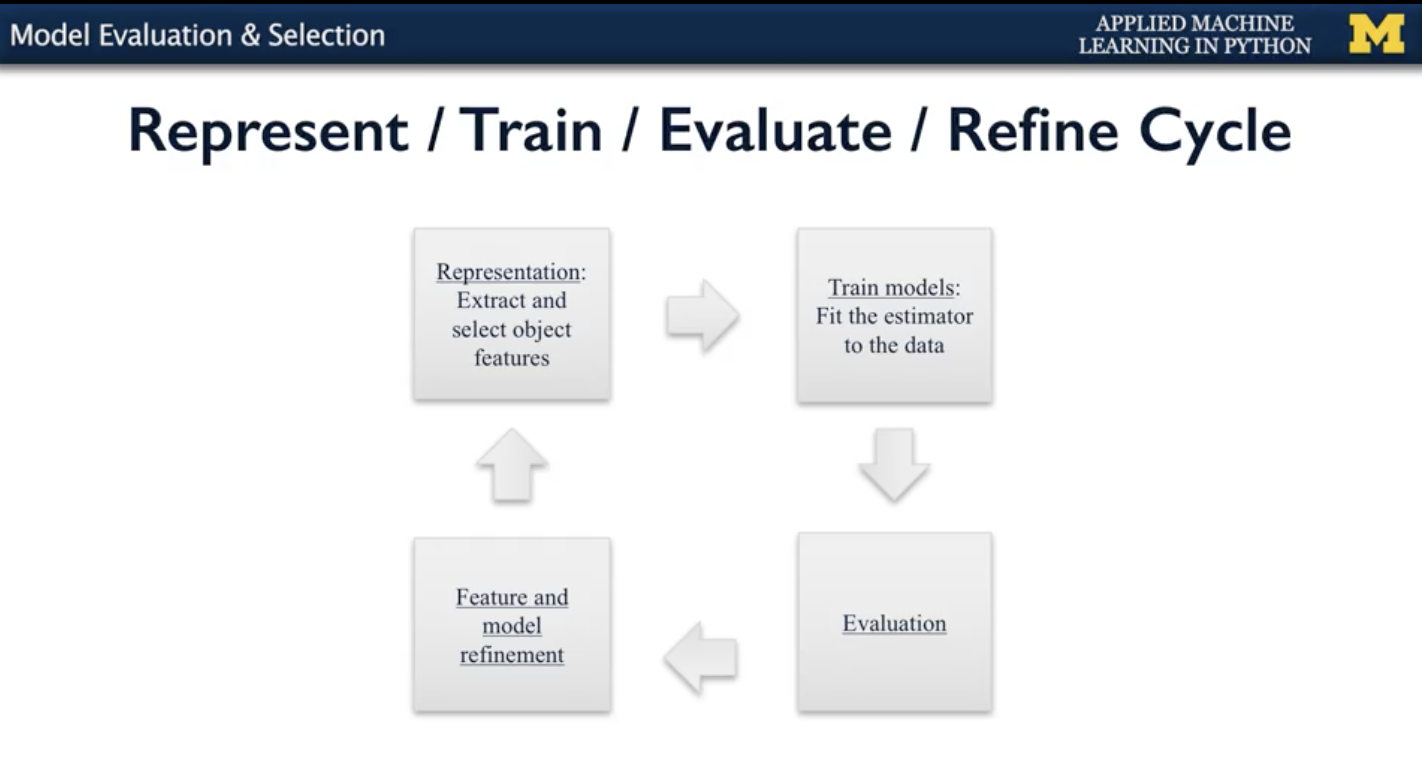 Model Evaluation & Selection
APPLIED MACHINE
LEARNING IN PYTHON
M
Represent / Train / Evaluate / Refine Cycle
Representation:
Extract and
select object
features
Train models:
Fit the estimator
to the data
Feature and
model
refinement
Evaluation